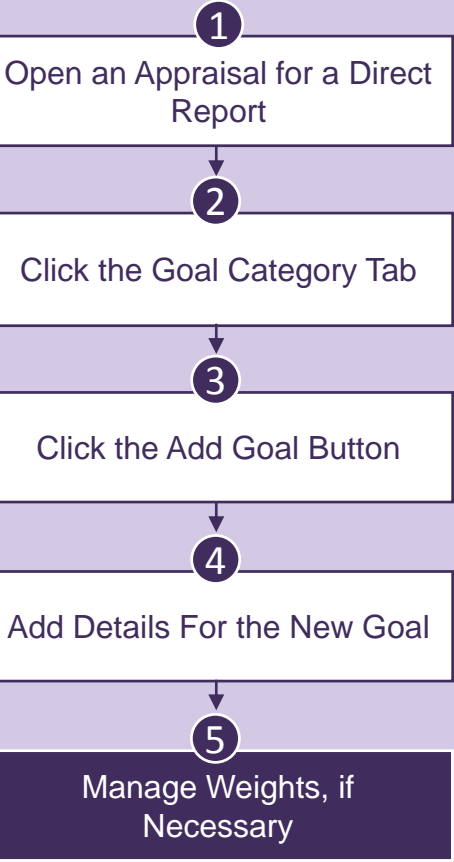 1
Open an Appraisal for a Direct
Report
2
Click the Goal Category Tab
3
Click the Add Goal Button
4
Add Details For the New Goal
5
Manage Weights, if
Necessary